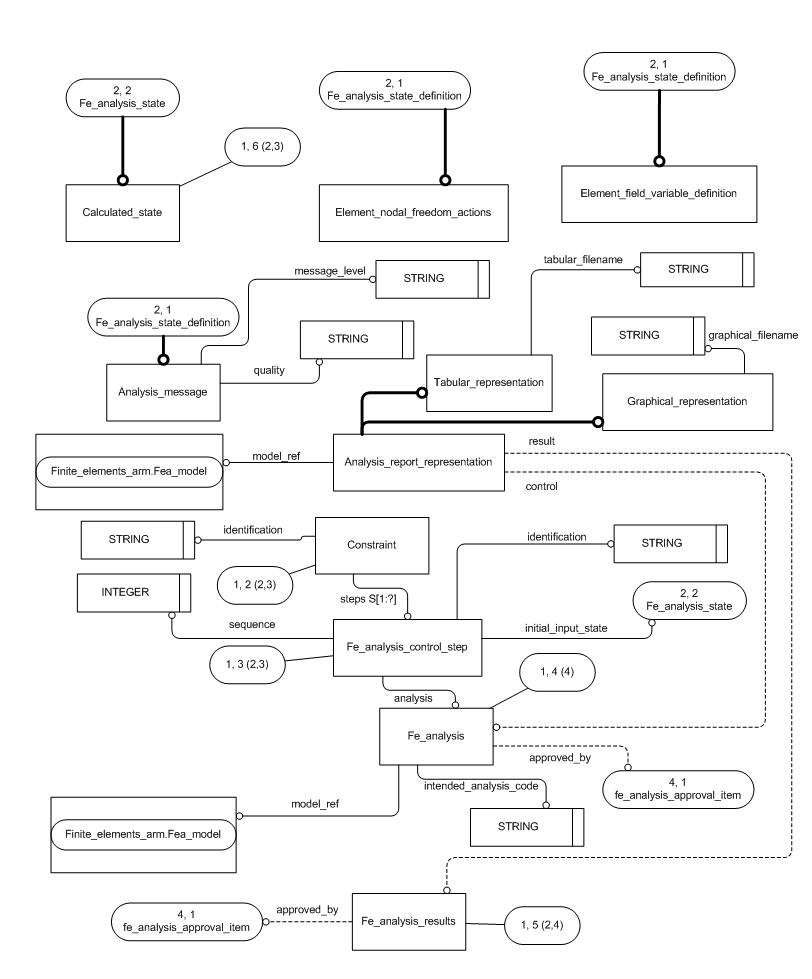 2, 2
Fe_analysis_state
2, 1
Fe_analysis_state_definition
2, 1
Fe_analysis_state_definition
1, 6 (2,3)
Calculated_state
Element_nodal_freedom_actions
Element_field_variable_definition
message_level
STRING
tabular_filename
STRING
2, 1
Fe_analysis_state_definition
STRING
STRING
graphical_filename
quality
Analysis_message
Tabular_representation
Graphical_representation
result
model_ref
Finite_elements_arm.Fea_model
Analysis_report_representation
control
identification
STRING
Constraint
identification
STRING
1, 2 (2,3)
INTEGER
steps S[1:?]
2, 2
Fe_analysis_state
sequence
initial_input_state
Fe_analysis_control_step
1, 3 (2,3)
1, 4 (4)
analysis
Fe_analysis
approved_by
4, 1
fe_analysis_approval_item
intended_analysis_code
model_ref
STRING
Finite_elements_arm.Fea_model
approved_by
4, 1
fe_analysis_approval_item
Fe_analysis_results
1, 5 (2,4)